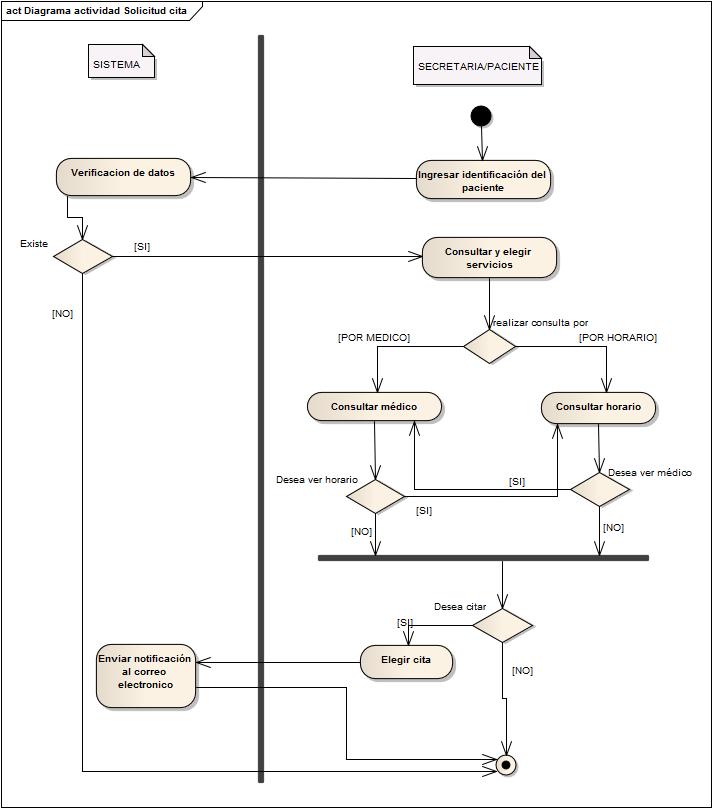 act Diagrama actividad Solicitud cita
SISTEMA
SECRETARIA/PACIENTE
Verificacion de datos
Ingresar identificación del
paciente
Existe
[SI]
Consultar y elegir
servicios
[NO]
realizar consulta por
[POR MEDICO]
[POR HORARIO]
Consultar médico
Consultar horario
Desea ver horario
Desea ver médico
[SI]
[SI]
[NO]
[NO]
Desea citar
[SI]
Enviar notificación
al correo
electronico
Elegir cita
[NO]